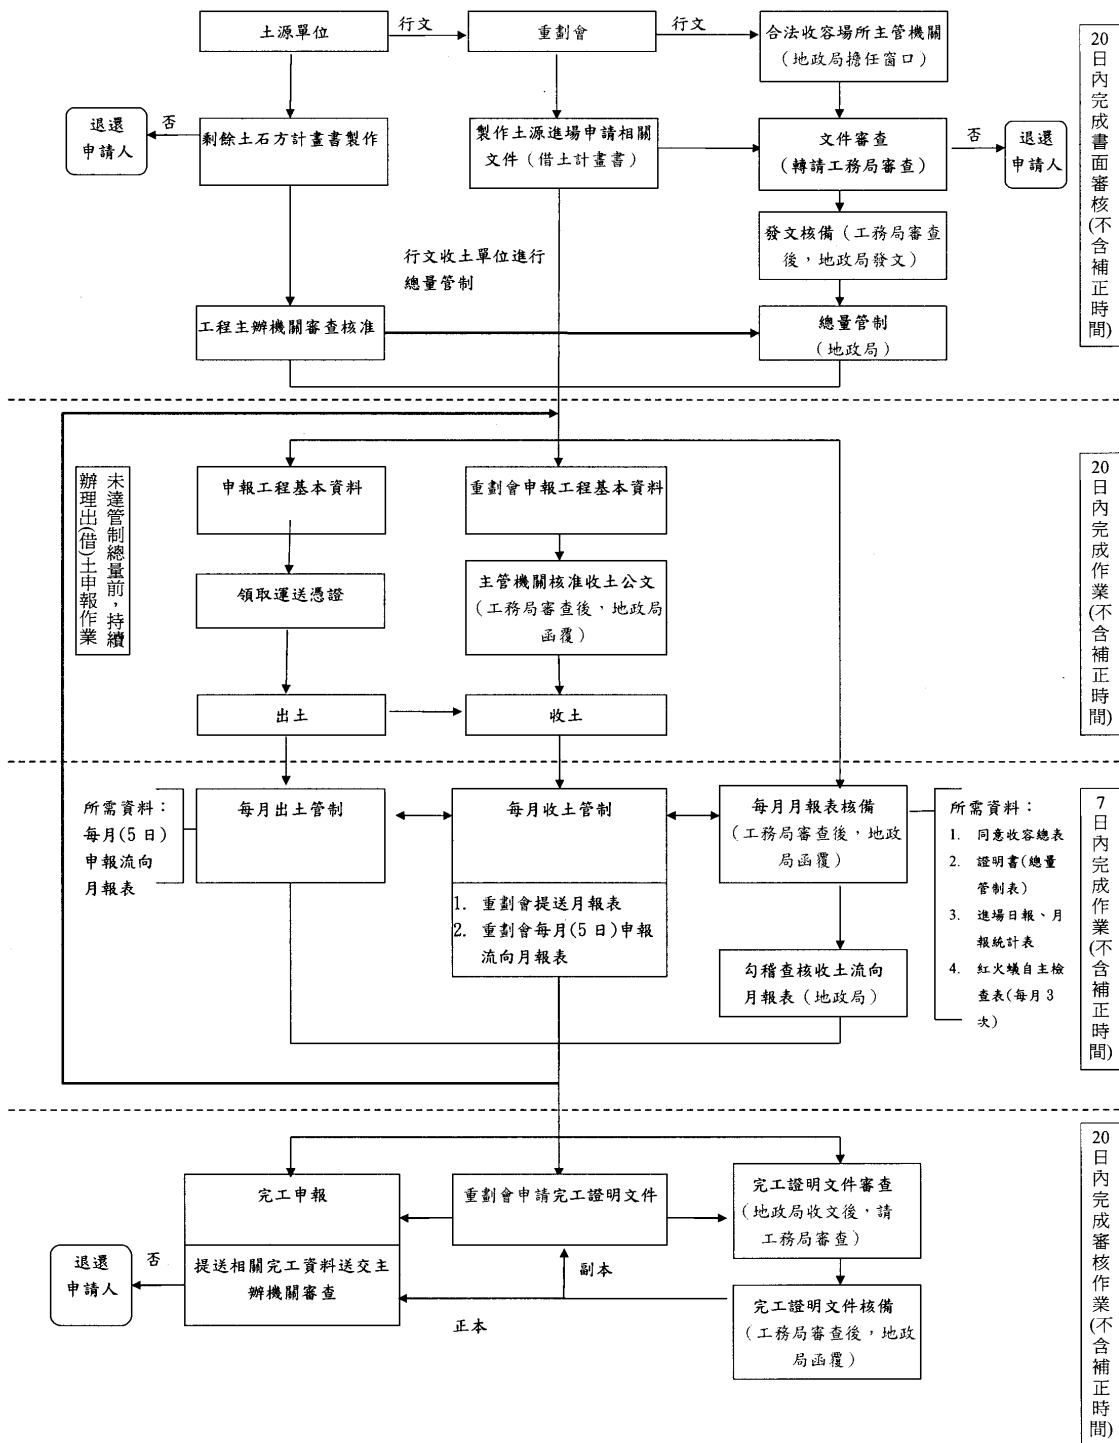 土源單位
行文
重劃會
行文
合法收容場所主管機關
(地政局擔任窗口)
20日內完成書面審核(不含補正時間)
退還
申請人
否
剩餘土石方計畫書製作
製作土源進場申請相關
文件(借土計畫書)
文件審查
(轉請工務局審查)
否
退還
申請人
行文收土單位進行
總量管制
發文核備(工務局審查
後,地政局發文)
工程主辦機關審查核准
總量管制
(地政局)
未達管制總量前,持續
辦理出(借)土申報作業
申報工程基本資料
重劃會申報工程基本資料
20日內完成作業(不含補正時間)
領取運送憑證
主管機關核准收土公文
(工務局審查後,地政局
函覆)
出土
收土
所需資料:
每月(5日)
申報流向
月報表
每月出土管制
每月收土管制
1. 重劃會提送月報表
2. 重劃會每月(5日)申報
流向月報表
每月月報表核備
(工務局審查後,地政
局函覆)
勾稽查核收土流向
月報表(地政局)
所需資料:
1. 同意收容總表
2. 證明書(總量
管制表)
3. 進場日報、月
報統計表
4. 紅火蟻自主檢
查表(每月3
次)
7日內完成作業(不含補正時間)
完工申報
提送相關完工資料送交主
辦機關審查
否
退還
申請人
重劃會申請完工證明文件
副本
正本
完工證明文件審查
(地政局收文後,請
工務局審查)
完工證明文件核備
(工務局審查後,地政
局函覆)
20日內完成審核作業(不含補正時間)